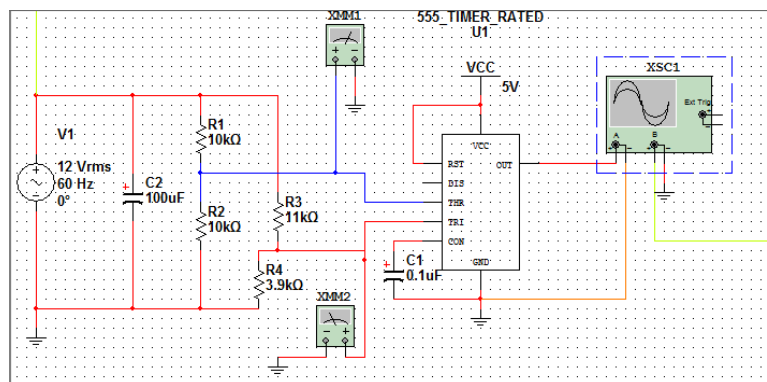 XMM1
555_TIMER_RATED
U1
VCC
5V
XSC1
Ext Trig
A
B
V1
12 Vrms
60 Hz
0°
C2
100uF
R1
10kΩ
R2
10kΩ
R3
11kΩ
R4
3.9kΩ
VCC
RST
OUT
DIS
THR
TRI
CON
GND
C1
0.1uF
XMM2